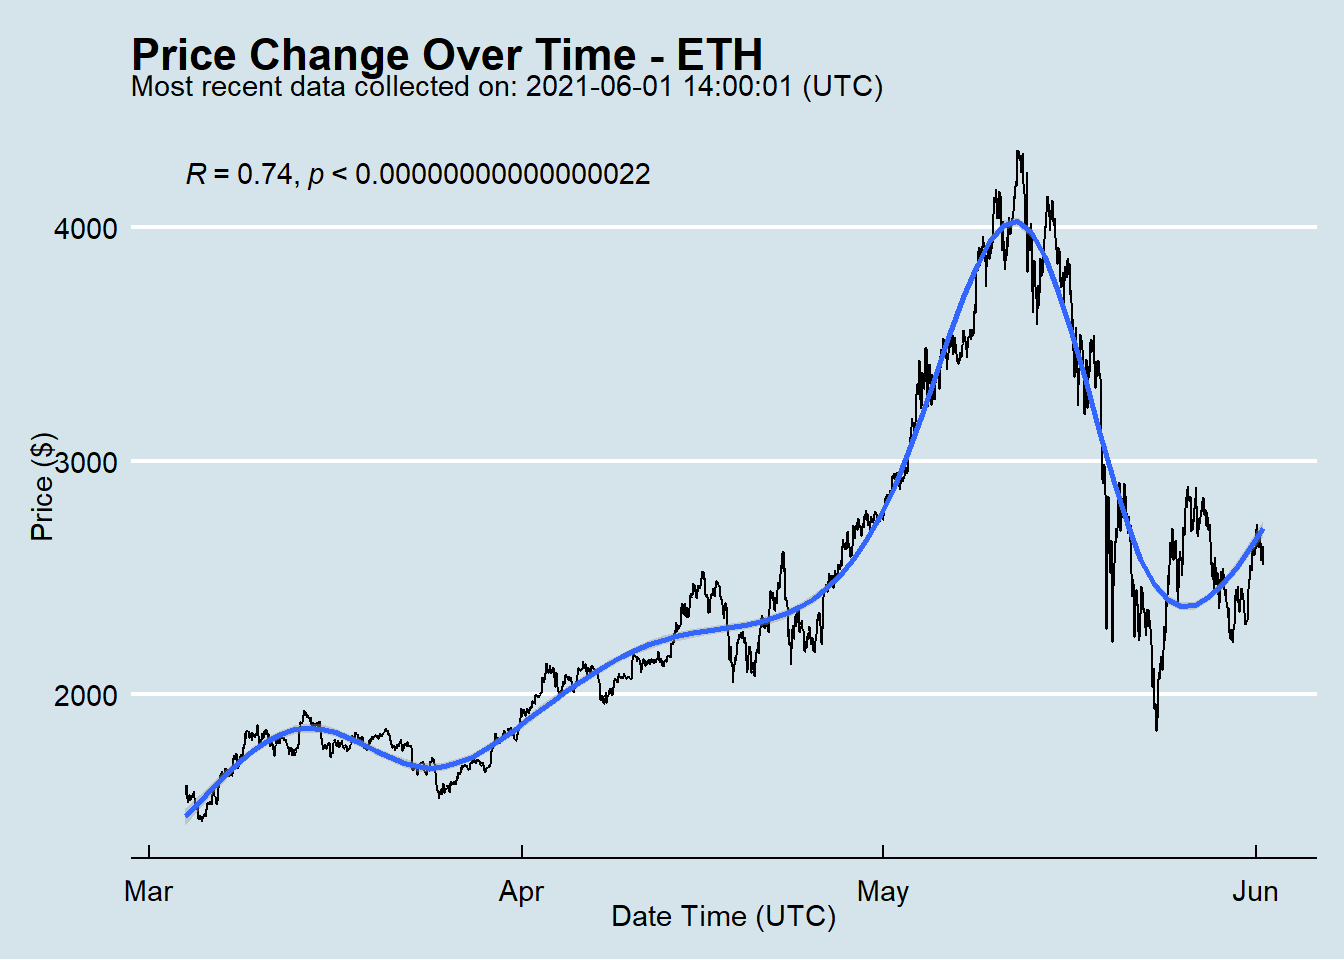 Price Change Over Time - ETH
Most recent data collected on: 2021-06-01 14:00:01 (UTC)
R = 0.74, p < 0.00000000000000022
4000
3000
2000
Price ($)
Mar
Apr
May
Jun
Date Time (UTC)